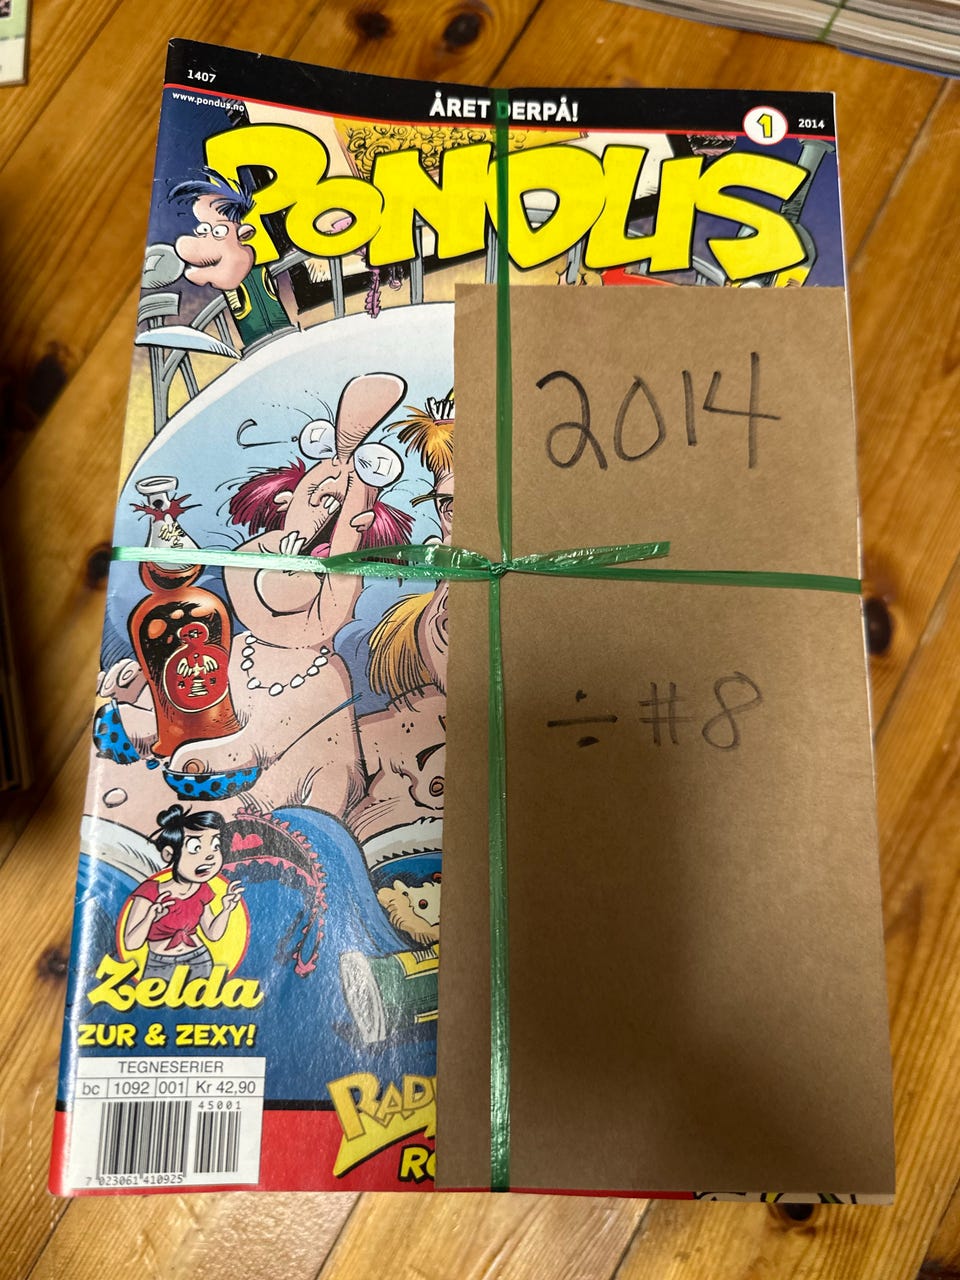 1407
ÅRET DERPÅ!
www.pondus.no
1
2014
PONDUS
2014
÷ #8
Zelda
ZUR & ZEXY!
TEGNESERIER
bc 1092 001 Kr 42,90
45001
7 023061 410925